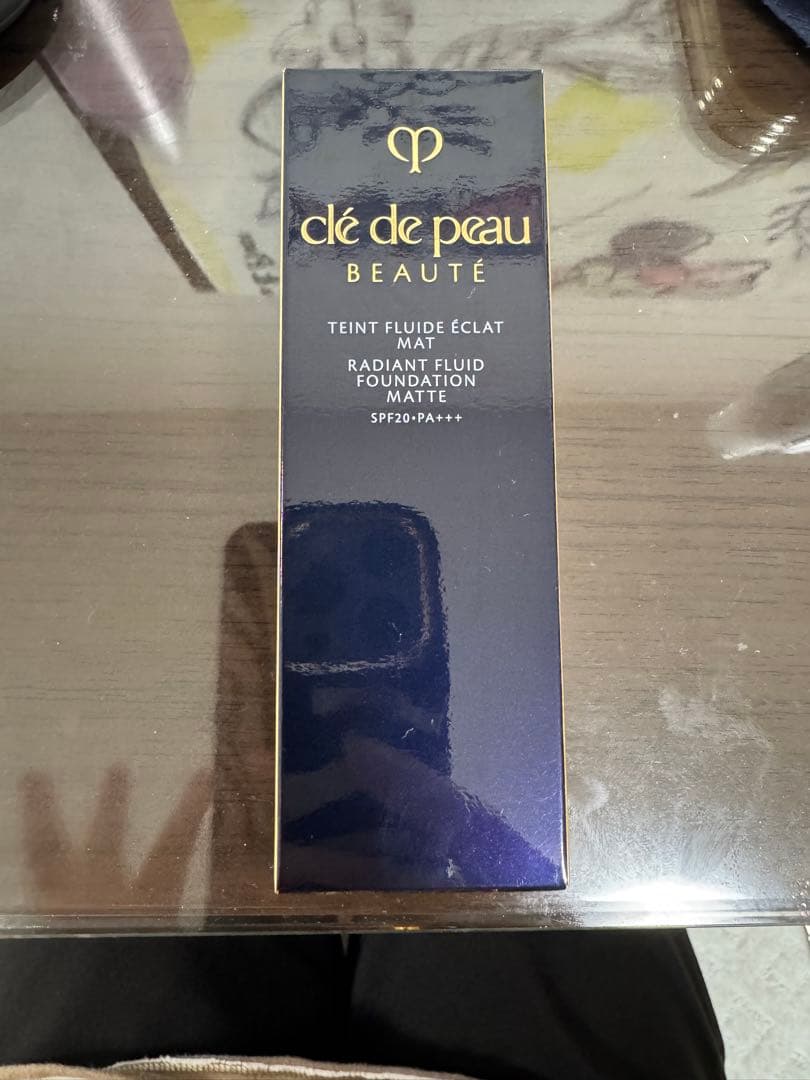 clé de peau
BEAUTÉ
TEINT FLUIDE ÉCLAT
MAT
RADIANT FLUID
FOUNDATION
MATTE
SPF20•PA+++